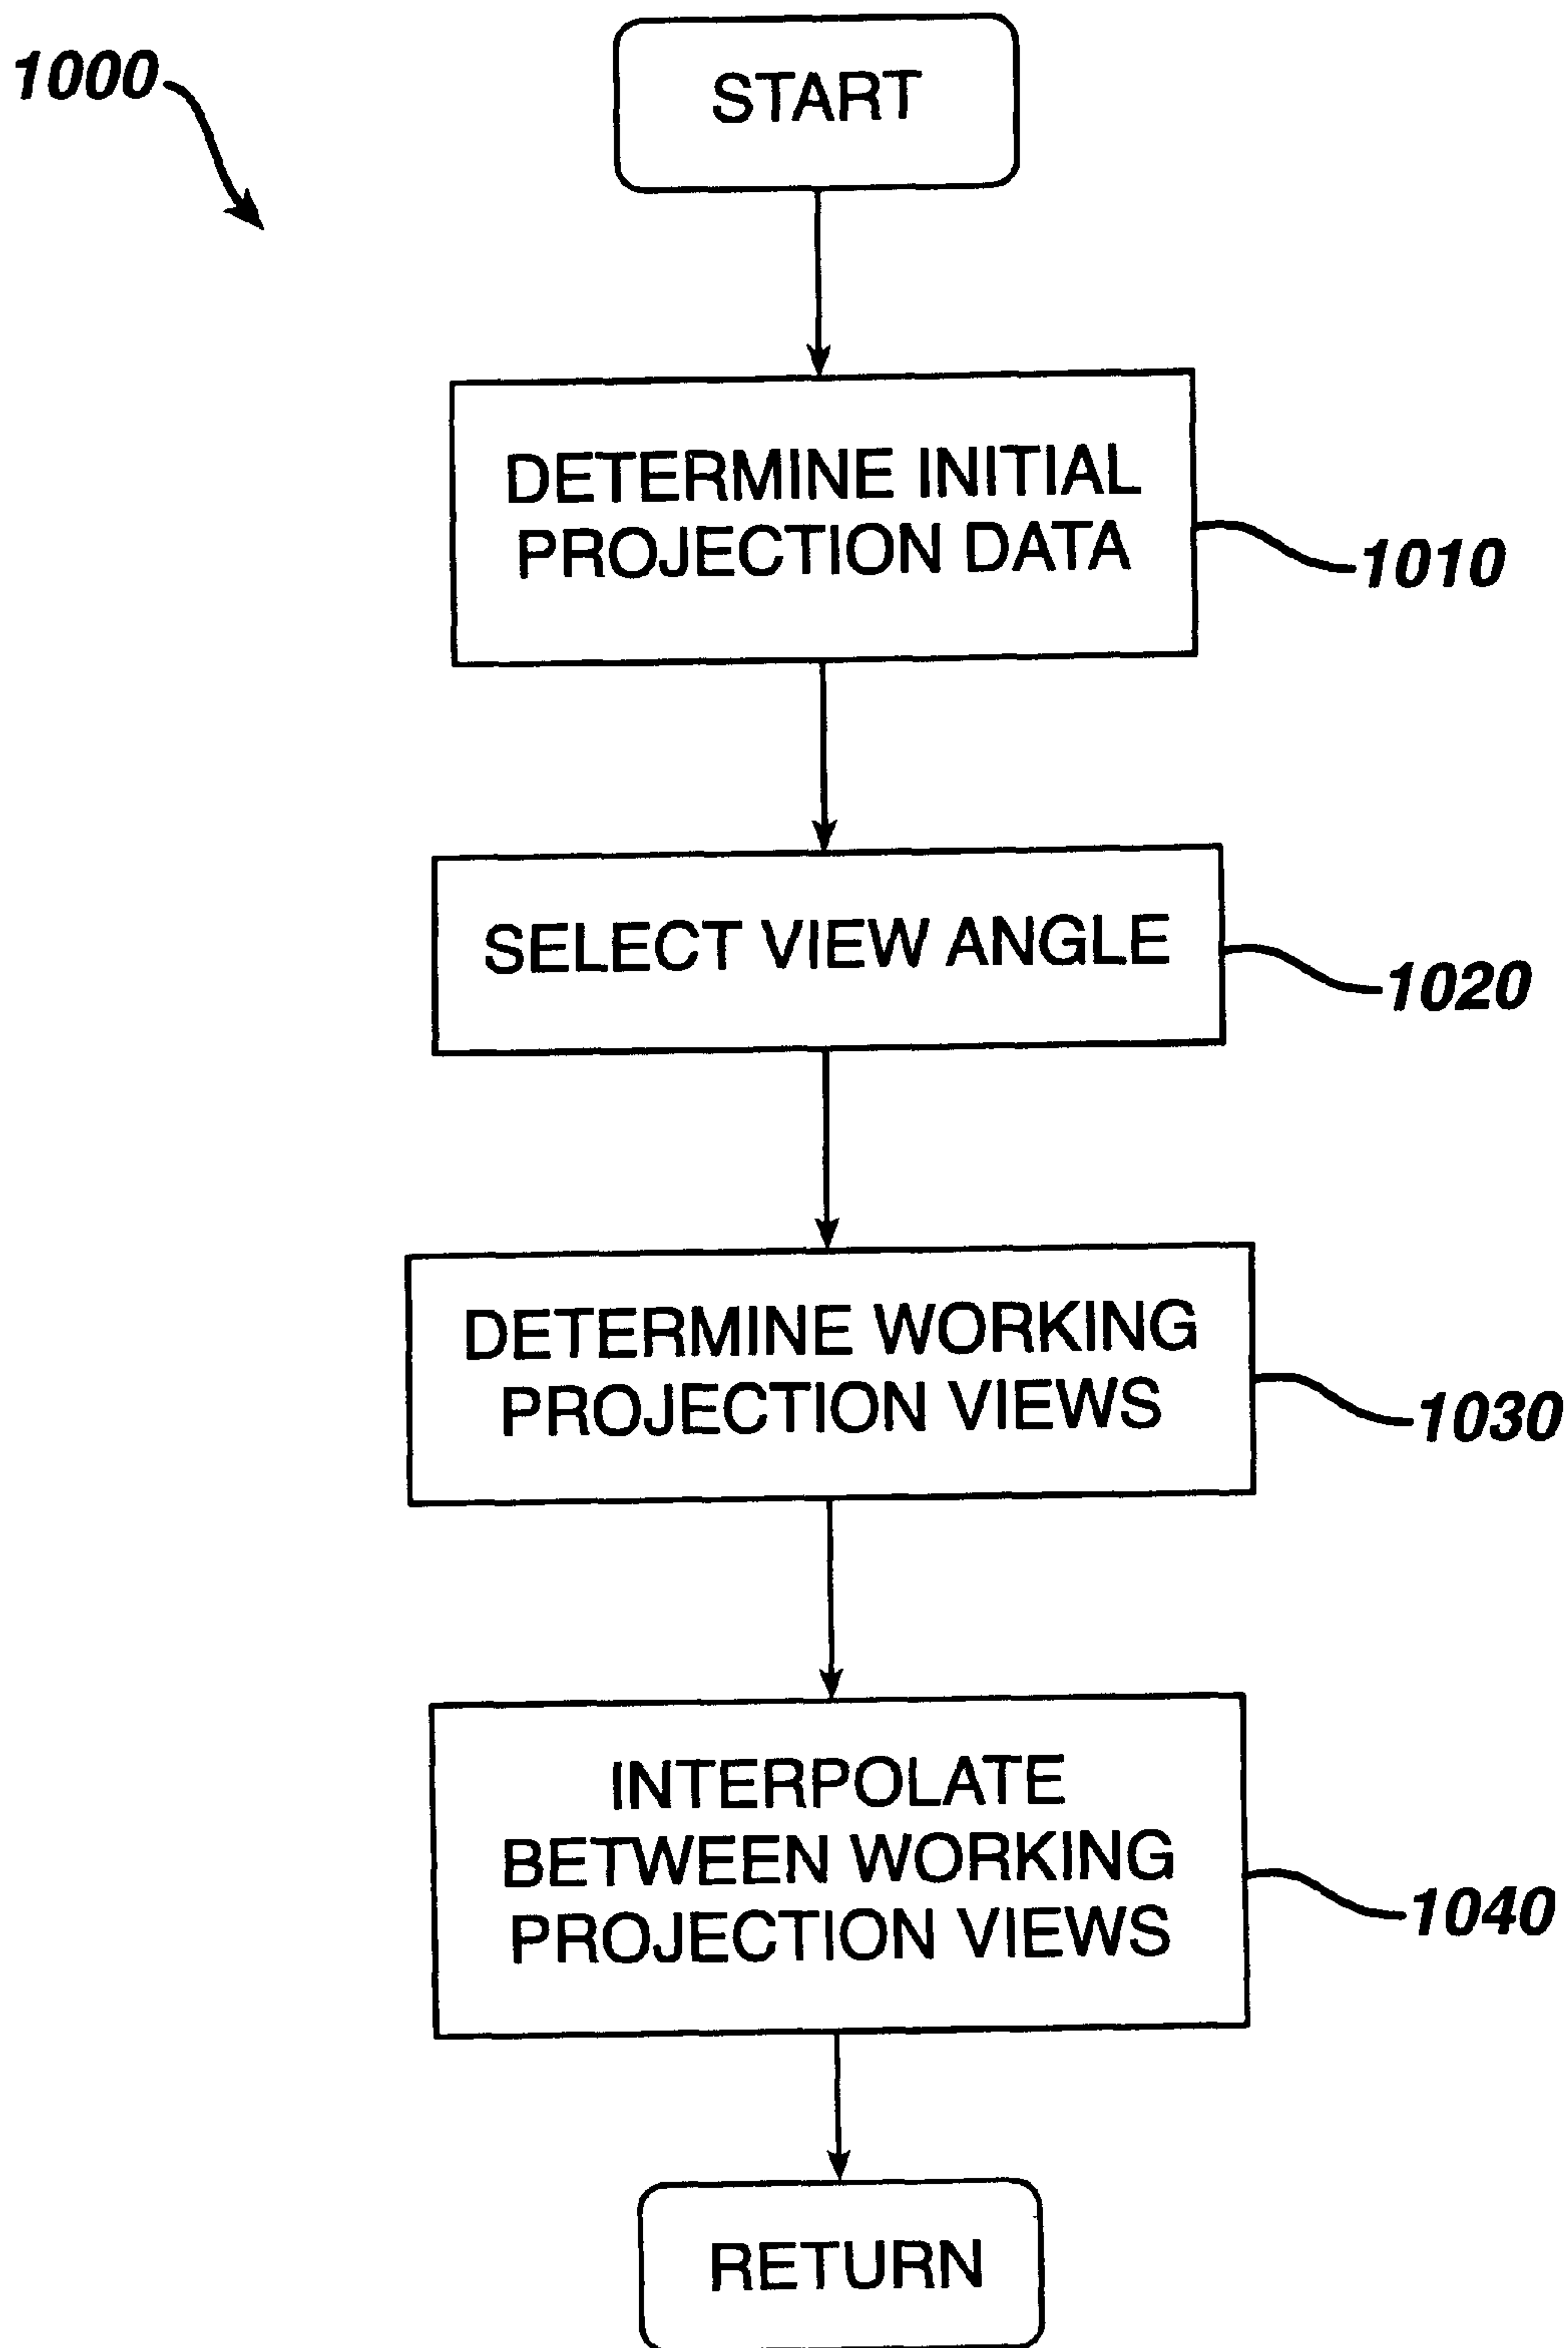 1000
START
DETERMINE INITIAL
PROJECTION DATA
1010
SELECT VIEW ANGLE
1020
DETERMINE WORKING
PROJECTION VIEWS
1030
INTERPOLATE
BETWEEN WORKING
PROJECTION VIEWS
1040
RETURN